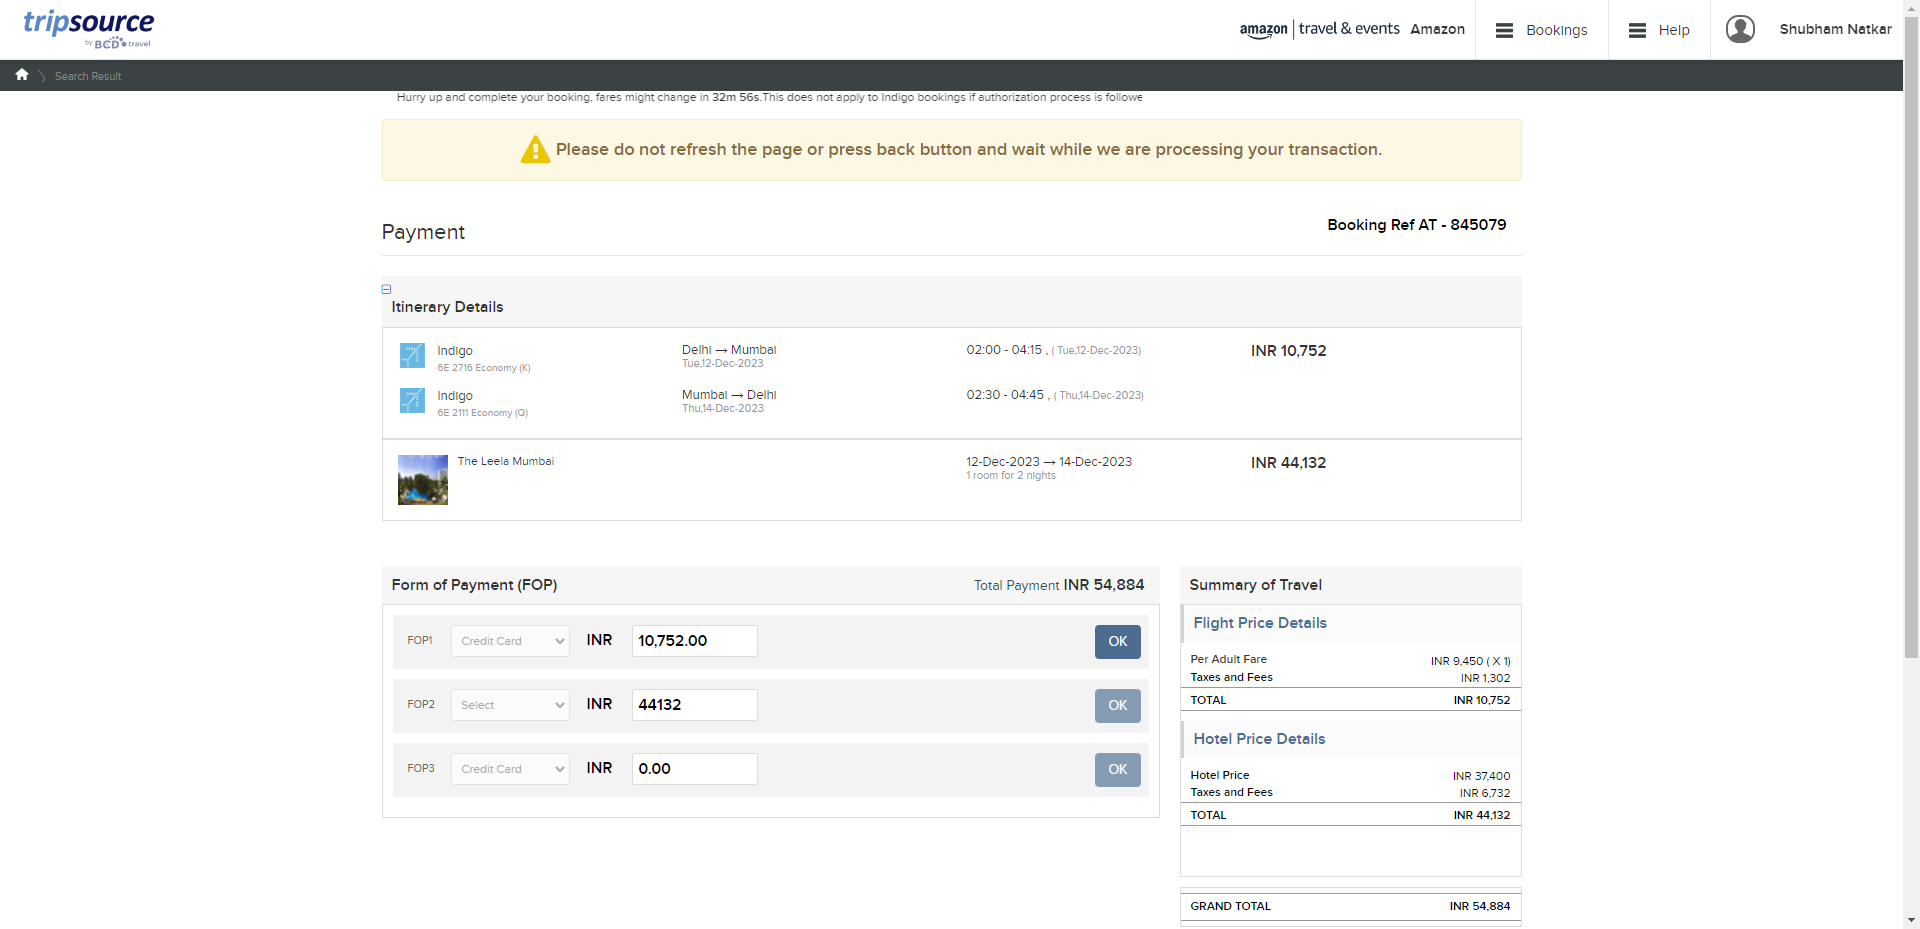 tripsource
by BCD travel
amazon | travel & events Amazon
Bookings
Help
Shubham Natkar
Search Result
Hurry up and complete your booking, fares might change in 32m 56s.This does not apply to Indigo bookings if authorization process is followe
Please do not refresh the page or press back button and wait while we are processing your transaction.
Payment
Booking Ref AT - 845079
Itinerary Details
Indigo Delhi → Mumbai 02:00 - 04:15 , ( Tue,12-Dec-2023) INR 10,752
6E 2716 Economy (K) Tue,12-Dec-2023
Indigo Mumbai → Delhi 02:30 - 04:45 , ( Thu,14-Dec-2023)
6E 2111 Economy (Q) Thu,14-Dec-2023
The Leela Mumbai 12-Dec-2023 → 14-Dec-2023 INR 44,132
1 room for 2 nights
Form of Payment (FOP) Total Payment INR 54,884
FOP1 Credit Card INR 10,752.00 OK
FOP2 Select INR 44132 OK
FOP3 Credit Card INR 0.00 OK
Summary of Travel
Flight Price Details
Per Adult Fare INR 9,450 ( X 1)
Taxes and Fees INR 1,302
TOTAL INR 10,752
Hotel Price Details
Hotel Price INR 37,400
Taxes and Fees INR 6,732
TOTAL INR 44,132
GRAND TOTAL INR 54,884